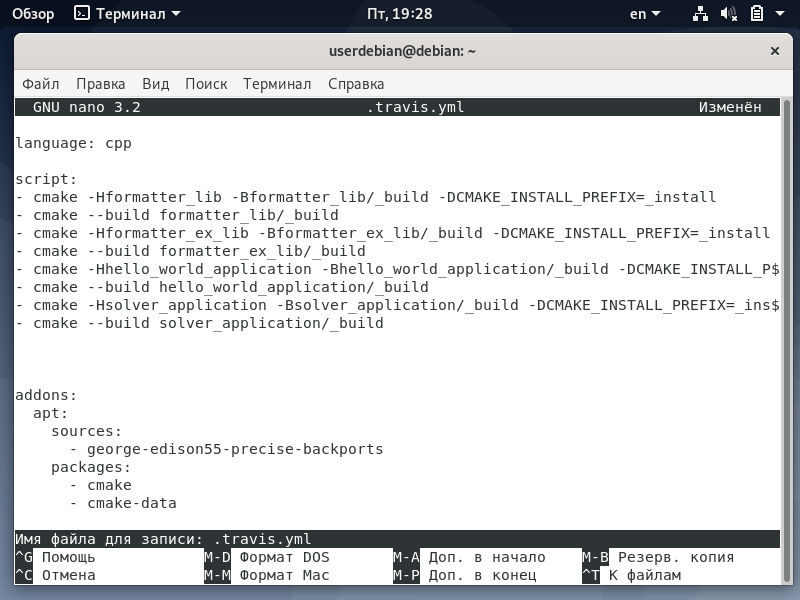 Обзор Терминал Пт, 19:28 en
userdebian@debian: ~ ×
Файл Правка Вид Поиск Терминал Справка
GNU nano 3.2 .travis.yml Изменён
language: cpp
script:
- cmake -Hformatter_lib -Bformatter_lib/_build -DCMAKE_INSTALL_PREFIX=_install
- cmake --build formatter_lib/_build
- cmake -Hformatter_ex_lib -Bformatter_ex_lib/_build -DCMAKE_INSTALL_PREFIX=_install
- cmake --build formatter_ex_lib/_build
- cmake -Hhello_world_application -Bhello_world_application/_build -DCMAKE_INSTALL_P$
- cmake --build hello_world_application/_build
- cmake -Hsolver_application -Bsolver_application/_build -DCMAKE_INSTALL_PREFIX=_ins$
- cmake --build solver_application/_build
addons:
apt:
sources:
- george-edison55-precise-backports
packages:
- cmake
- cmake-data
Имя файла для записи: .travis.yml
^G Помощь M-D Формат DOS M-A Доп. в начало M-B Резерв. копия
^C Отмена M-M Формат Mac M-P Доп. в конец ^T К файлам